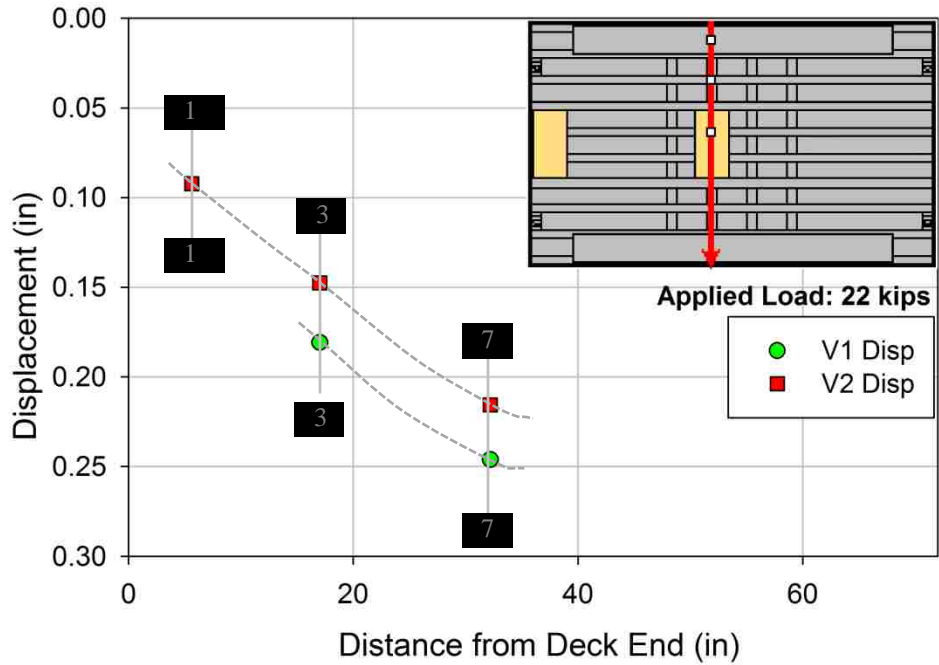 0.00
0.05
0.10
0.15
0.20
0.25
0.30
Displacement (in)
1
1
3
3
7
7
Applied Load: 22 kips
V1 Disp
V2 Disp
0 20 40 60
Distance from Deck End (in)